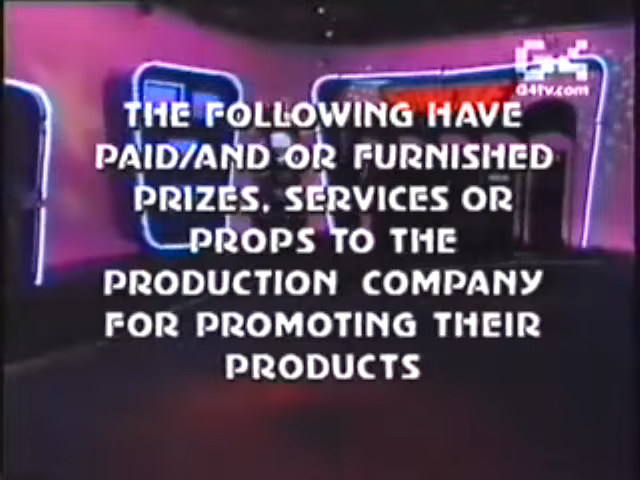 G4
G4tv.com
THE FOLLOWING HAVE
PAID/AND OR FURNISHED
PRIZES, SERVICES OR
PROPS TO THE
PRODUCTION COMPANY
FOR PROMOTING THEIR
PRODUCTS